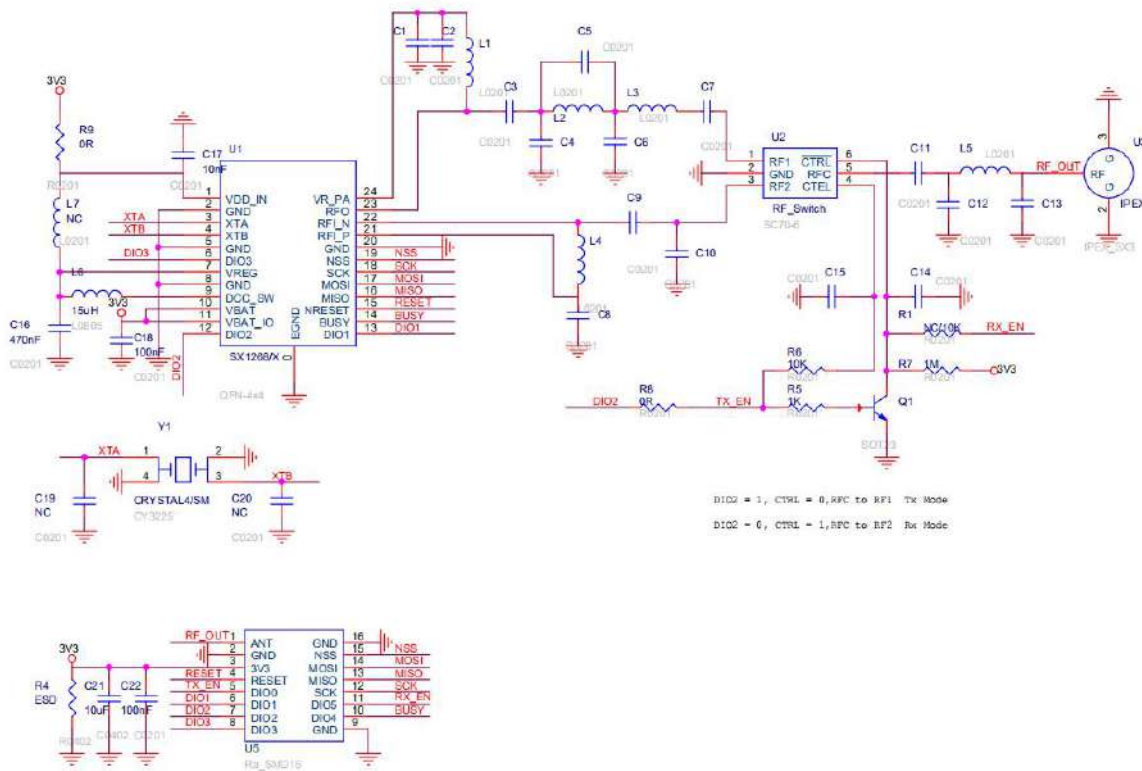 3V3
R9
0R
R0201
L7
NC
L0201
L6
15uH
L0805
C16
470nF
C0201
C17
10nF
C0201
3V3
C18
100nF
C0201
XTA
XTB
DIO3
DIO2
U1
1 VDD_IN
2 GND
3 XTA
4 XTB
5 GND
6 DIO3
7 VREG
8 GND
9 DCC_SW
10 VBAT
11 VBAT_IO
12 DIO2
VR_PA 24
RFO 23
RFI_N 22
RFI_P 21
GND 20
NSS 19
SCK 18
MOSI 17
MISO 16
NRESET 15
BUSY 14
DIO1 13
EGND
0
SX1268/X
QFN-4x4
NSS
SCK
MOSI
MISO
RESET
BUSY
DIO1
C1
C2
C0201
C0201
L1
L0201
C3
C0201
C5
C0201
L2
L3
L0201
C4
C6
C7
C0201
C9
C0201
L4
C8
C10
C0201
U2
1 RF1
2 GND
3 RF2
CTRL 6
RFC 5
CTEL 4
RF_Switch
SC70-6
C11
C0201
L5
L0201
RF_OUT
C12
C0201
C13
C0201
3
G
RF
G
2
IPEX
C15
C0201
C14
C0201
R1
NC/10K
R0201
RX_EN
R7
1M
R0201
3V3
R6
10K
R0201
R5
1K
DIO2
R8
0R
R0201
TX_EN
Q1
SOT23
DIO2 = 1, CTRL = 0,RFC to RF1 Tx Mode
DIO2 = 0, CTRL = 1,RFC to RF2 Rx Mode
Y1
XTA
1
2
4
3
XTB
CRYSTAL4/SM
CY3225
C19
NC
C0201
C20
NC
C0201
3V3
R4
ESD
R0402
C21
10uF
C0402
C22
100nF
C0201
RF_OUT 1 ANT
2 GND
3 3V3
RESET 4 RESET
TX_EN 5 DIO0
DIO1 6 DIO1
DIO2 7 DIO2
DIO3 8 DIO3
GND 16
NSS 15 NSS
MOSI 14 MOSI
MISO 13 MISO
SCK 12 SCK
DIO5 11 RX_EN
DIO4 10 BUSY
GND 9
U5
Ra_SMD16